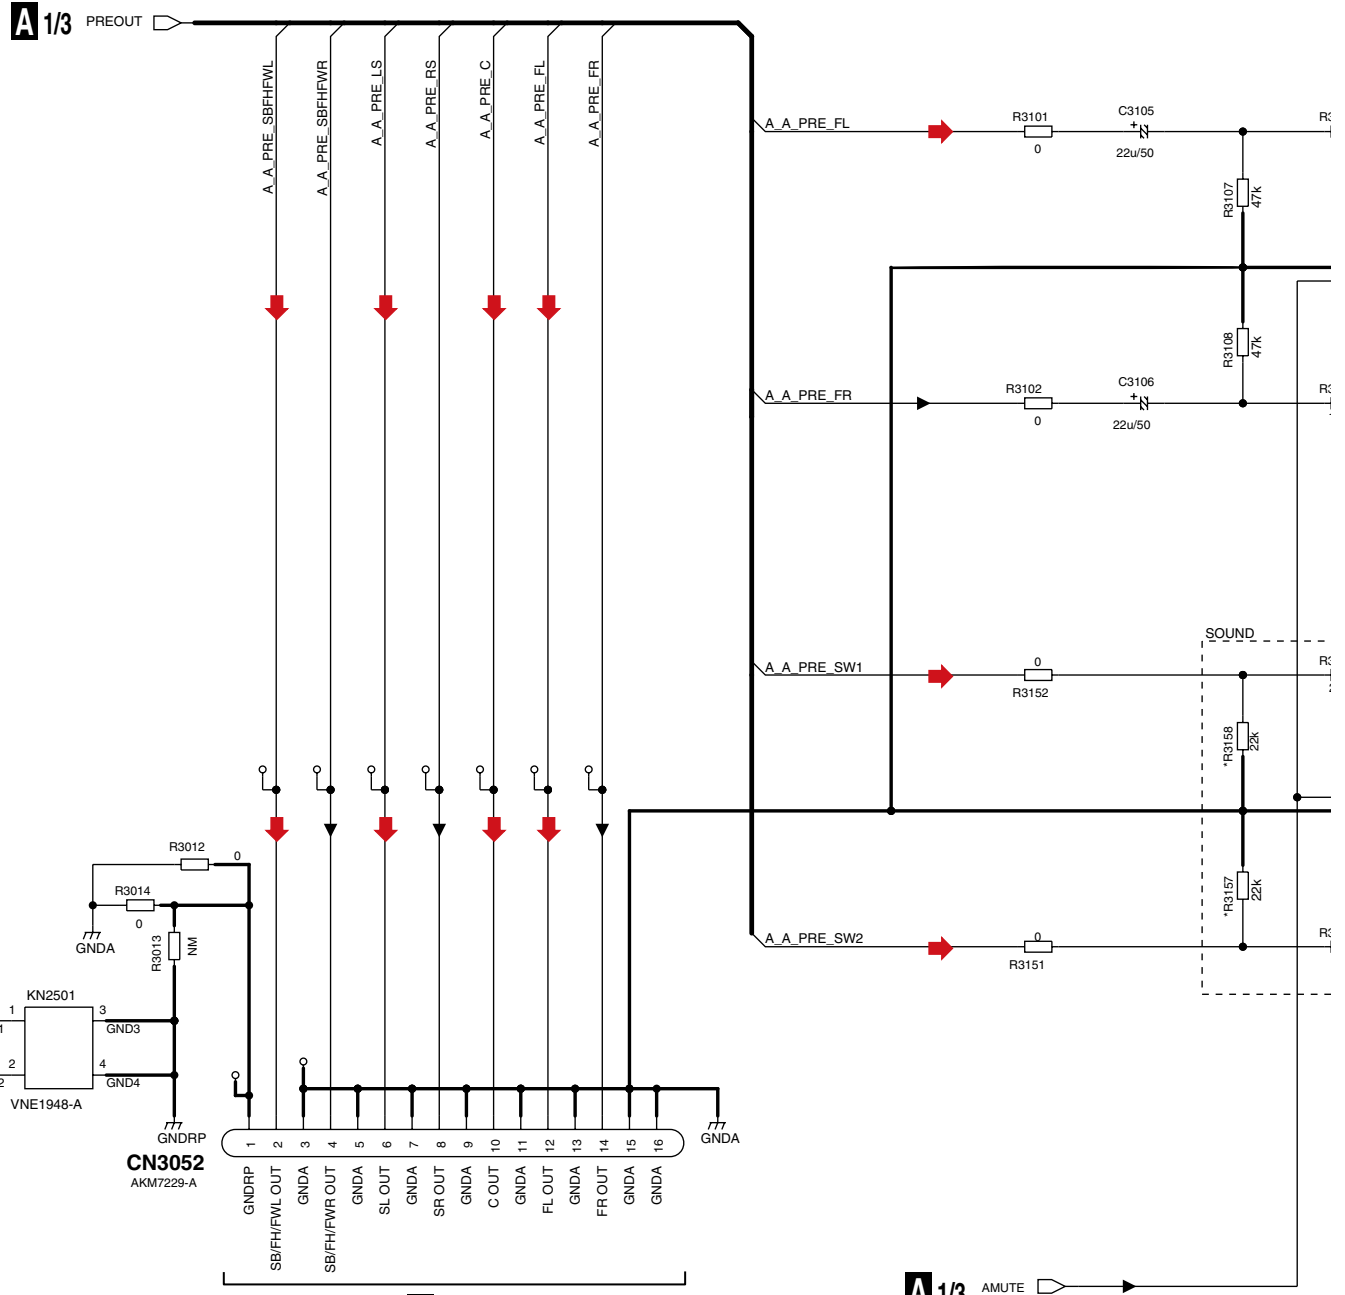 A 1/3 PREOUT
A_A_PRE_SBFHFWL
A_A_PRE_SBFHFWR
A_A_PRE_LS
A_A_PRE_RS
A_A_PRE_C
A_A_PRE_FL
A_A_PRE_FR
A_A_PRE_FL
R3101
0
C3105
+
22u/50
R3107
47k
R3108
47k
A_A_PRE_FR
R3102
0
C3106
+
22u/50
SOUND
A_A_PRE_SW1
0
R3152
*R3158
22k
*R3157
22k
A_A_PRE_SW2
0
R3151
R3012
0
R3014
0
GNDA
R3013
NM
KN2501
1
2
3
GND3
4
GND4
VNE1948-A
GNDRP
GNDA
CN3052
AKM7229-A
1 2 3 4 5 6 7 8 9 10 11 12 13 14 15 16
GNDRP
SB/FH/FWL OUT
GNDA
SB/FH/FWR OUT
GNDA
SL OUT
GNDA
SR OUT
GNDA
C OUT
GNDA
FL OUT
GNDA
FR OUT
GNDA
GNDA
A 1/3 AMUTE